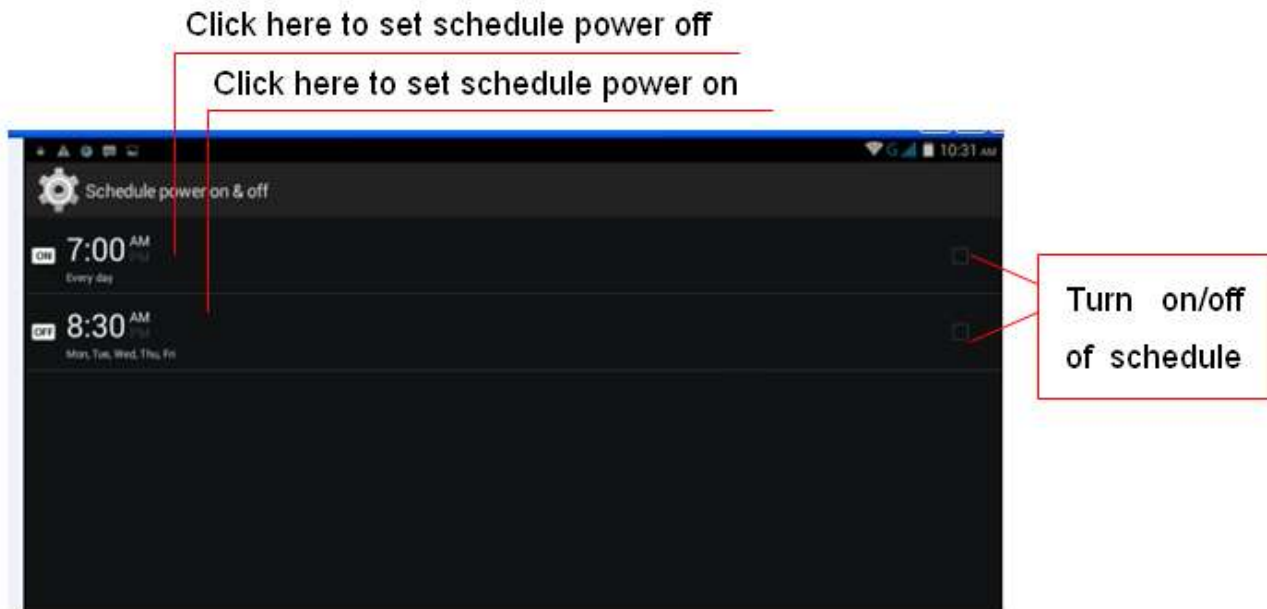 Click here to set schedule power off
Click here to set schedule power on
G 10:31 AM
Schedule power on & off
ON 7:00 AM PM
Every day
OFF 8:30 AM PM
Mon, Tue, Wed, Thu, Fri
Turn on/off
of schedule